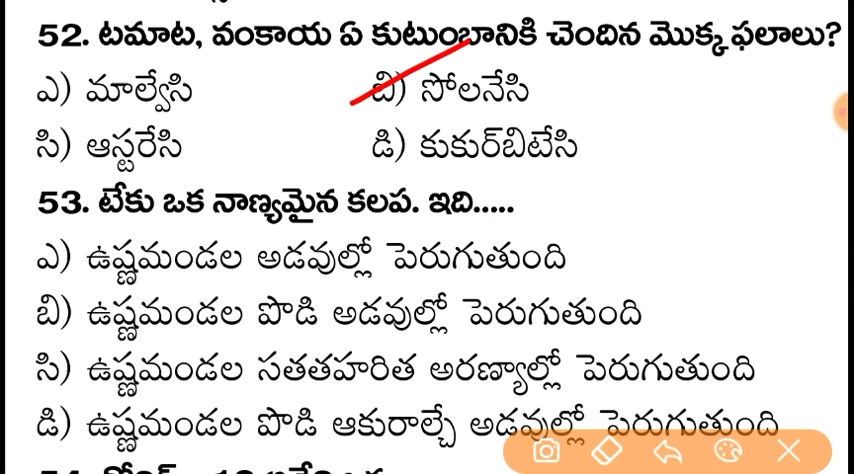 52. టమాట, వంకాయ ఏ కుటుంబానికి చెందిన మొక్క ఫలాలు?
ఎ) మాల్వేసి బి) సోలనేసి
సి) ఆస్టరేసి డి) కుకుర్‌బిటేసి
53. టేకు ఒక నాణ్యమైన కలప. ఇది.....
ఎ) ఉష్ణమండల అడవుల్లో పెరుగుతుంది
బి) ఉష్ణమండల పొడి అడవుల్లో పెరుగుతుంది
సి) ఉష్ణమండల సతతహరిత అరణ్యాల్లో పెరుగుతుంది
డి) ఉష్ణమండల పొడి ఆకురాల్చే అడవుల్లో పెరుగుతుంది